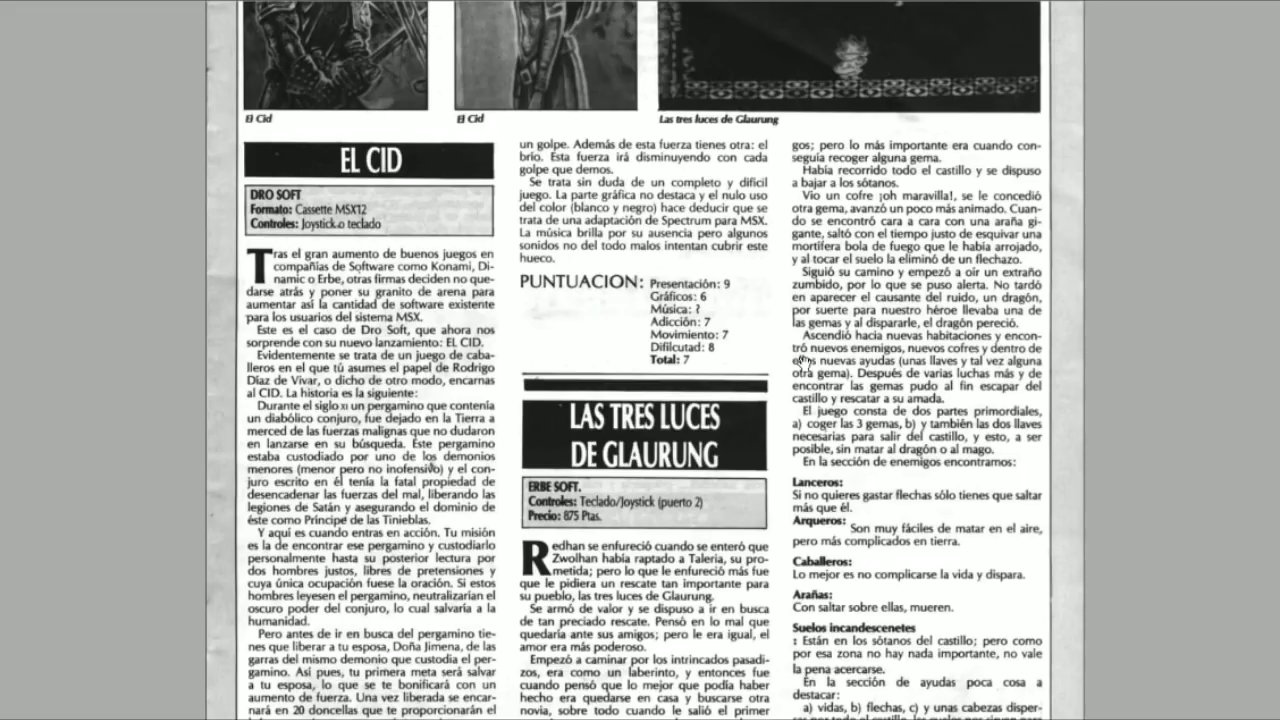 El Cid
El Cid
Las tres luces de Glaurung
EL CID
DRO SOFT
Formato: Cassette MSX12
Controles: Joystick o teclado
Tras el gran aumento de buenos juegos en
compañías de Software como Konami, Di-
namic o Erbe, otras firmas deciden no que-
darse atrás y poner su granito de arena para
aumentar así la cantidad de software existente
para los usuarios del sistema MSX.
Este es el caso de Dro Soft, que ahora nos
sorprende con su nuevo lanzamiento: EL CID.
Evidentemente se trata de un juego de caba-
lleros en el que tú asumes el papel de Rodrigo
Díaz de Vivar, o dicho de otro modo, encarnas
al CID. La historia es la siguiente:
Durante el siglo XI un pergamino que contenía
un diabólico conjuro, fue dejado en la Tierra a
merced de las fuerzas malignas que no dudaron
en lanzarse en su búsqueda. Este pergamino
estaba custodiado por uno de los demonios
menores (menor pero no inofensivo) y el con-
juro escrito en él tenía la fatal propiedad de
desencadenar las fuerzas del mal, liberando las
legiones de Satán y asegurando el dominio de
éste como Príncipe de las Tinieblas.
Y aquí es cuando entras en acción. Tu misión
es la de encontrar ese pergamino y custodiarlo
personalmente hasta su posterior lectura por
dos hombres justos, libres de pretensiones y
cuya única ocupación fuese la oración. Si estos
hombres leyesen el pergamino, neutralizarían el
oscuro poder del conjuro, lo cual salvaría a la
humanidad.
Pero antes de ir en busca del pergamino tie-
nes que liberar a tu esposa, Doña Jimena, de las
garras del mismo demonio que custodia el per-
gamino. Así pues, tu primera meta será salvar
a tu esposa, lo que se te bonificará con un
aumento de fuerza. Una vez liberada se encar-
nará en 20 doncellas que te proporcionarán el
un golpe. Además de esta fuerza tienes otra: el
brío. Esta fuerza irá disminuyendo con cada
golpe que demos.
Se trata sin duda de un completo y difícil
juego. La parte gráfica no destaca y el nulo uso
del color (blanco y negro) hace deducir que se
trata de una adaptación de Spectrum para MSX.
La música brilla por su ausencia pero algunos
sonidos no del todo malos intentan cubrir este
hueco.
PUNTUACION: Presentación: 9
Gráficos: 6
Música: ?
Adicción: 7
Movimiento: 7
Difilcutad: 8
Total: 7
LAS TRES LUCES
DE GLAURUNG
ERBE SOFT.
Controles: Teclado/Joystick (puerto 2)
Precio: 875 Ptas.
Redhan se enfureció cuando se enteró que
Zwolhan había raptado a Taleria, su pro-
metida; pero lo que le enfureció más fue
que le pidiera un rescate tan importante para
su pueblo, las tres luces de Glaurung.
Se armó de valor y se dispuso a ir en busca
de tan preciado rescate. Pensó en lo mal que
quedaría ante sus amigos; pero le era igual, el
amor era más poderoso.
Empezó a caminar por los intrincados pasadi-
zos, era como un laberinto, y entonces fue
cuando pensó que lo mejor que podía haber
hecho era quedarse en casa y buscarse otra
novia, sobre todo cuando le salió el primer
gos; pero lo más importante era cuando con-
seguía recoger alguna gema.
Había recorrido todo el castillo y se dispuso
a bajar a los sótanos.
Vio un cofre ¡oh maravilla!, se le concedió
otra gema, avanzó un poco más animado. Cuan-
do se encontró cara a cara con una araña gi-
gante, saltó con el tiempo justo de esquivar una
mortífera bola de fuego que le había arrojado,
y al tocar el suelo la eliminó de un flechazo.
Siguió su camino y empezó a oír un extraño
zumbido, por lo que se puso alerta. No tardó
en aparecer el causante del ruido, un dragón,
por suerte para nuestro héroe llevaba una de
las gemas y al dispararle, el dragón pereció.
Ascendió hacia nuevas habitaciones y encon-
tró nuevos enemigos, nuevos cofres y dentro de
ellos nuevas ayudas (unas llaves y tal vez alguna
otra gema). Después de varias luchas más y de
encontrar las gemas pudo al fin escapar del
castillo y rescatar a su amada.
El juego consta de dos partes primordiales,
a) coger las 3 gemas, b) y también las dos llaves
necesarias para salir del castillo, y esto, a ser
posible, sin matar al dragón o al mago.
En la sección de enemigos encontramos:
Lanceros:
Si no quieres gastar flechas sólo tienes que saltar
más que él.
Arqueros:
Son muy fáciles de matar en el aire,
pero más complicados en tierra.
Caballeros:
Lo mejor es no complicarse la vida y dispara.
Arañas:
Con saltar sobre ellas, mueren.
Suelos incandescenetes
: Están en los sótanos del castillo; pero como
por esa zona no hay nada importante, no vale
la pena acercarse.
En la sección de ayudas poca cosa a
destacar:
a) vidas, b) flechas, c) y unas cabezas disper-